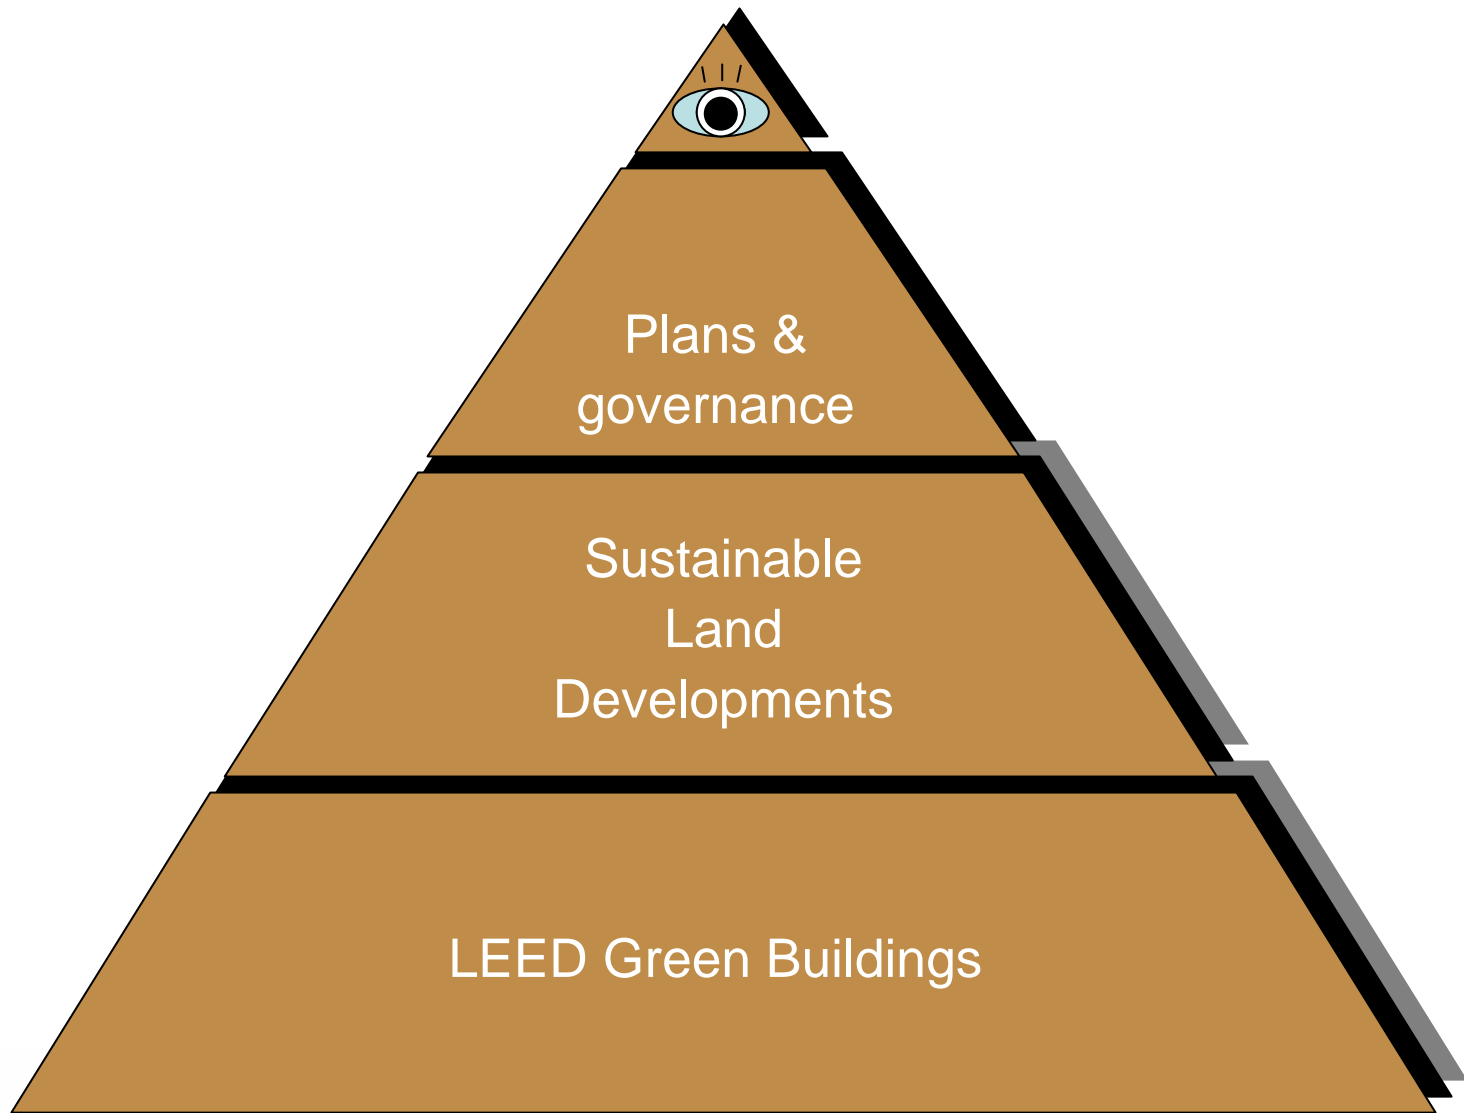 Plans &
governance
Sustainable
Land
Developments
LEED Green Buildings